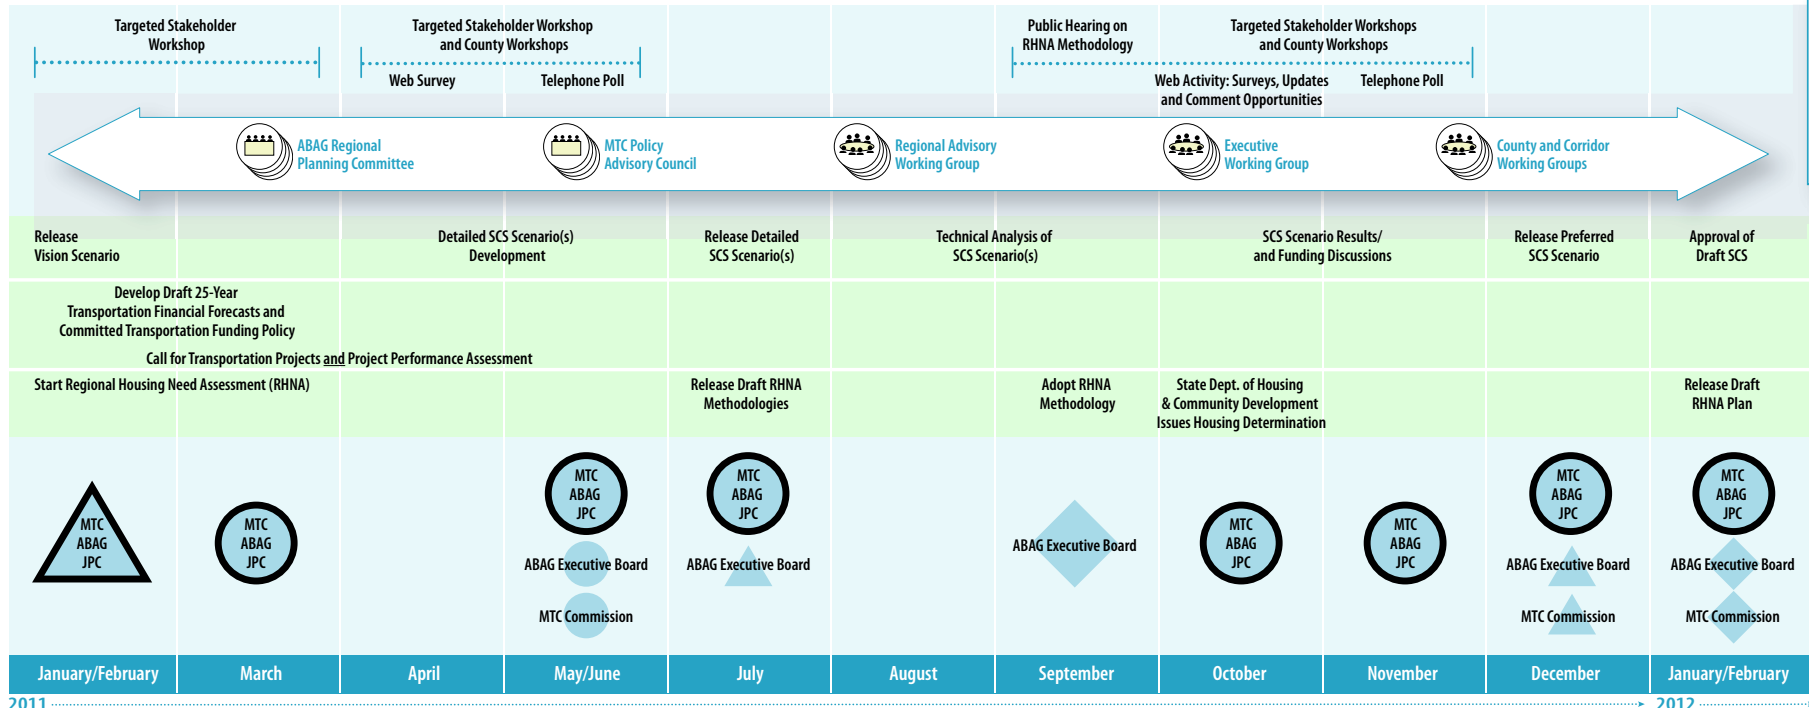 Targeted Stakeholder
Workshop
Targeted Stakeholder Workshop
and County Workshops
Web Survey
Telephone Poll
Public Hearing on
RHNA Methodology
Targeted Stakeholder Workshops
and County Workshops
Web Activity: Surveys, Updates
and Comment Opportunities
Telephone Poll
ABAG Regional
Planning Committee
MTC Policy
Advisory Council
Regional Advisory
Working Group
Executive
Working Group
County and Corridor
Working Groups
Release
Vision Scenario
Detailed SCS Scenario(s)
Development
Release Detailed
SCS Scenario(s)
Technical Analysis of
SCS Scenario(s)
SCS Scenario Results/
and Funding Discussions
Release Preferred
SCS Scenario
Approval of
Draft SCS
Develop Draft 25-Year
Transportation Financial Forecasts and
Committed Transportation Funding Policy
Call for Transportation Projects and Project Performance Assessment
Start Regional Housing Need Assessment (RHNA)
Release Draft RHNA
Methodologies
Adopt RHNA
Methodology
State Dept. of Housing
& Community Development
Issues Housing Determination
Release Draft
RHNA Plan
MTC
ABAG
JPC
MTC
ABAG
JPC
MTC
ABAG
JPC
ABAG Executive Board
MTC Commission
MTC
ABAG
JPC
ABAG Executive Board
ABAG Executive Board
MTC
ABAG
JPC
MTC
ABAG
JPC
MTC
ABAG
JPC
ABAG Executive Board
MTC Commission
MTC
ABAG
JPC
ABAG Executive Board
MTC Commission
January/February
March
April
May/June
July
August
September
October
November
December
January/February
2011
2012